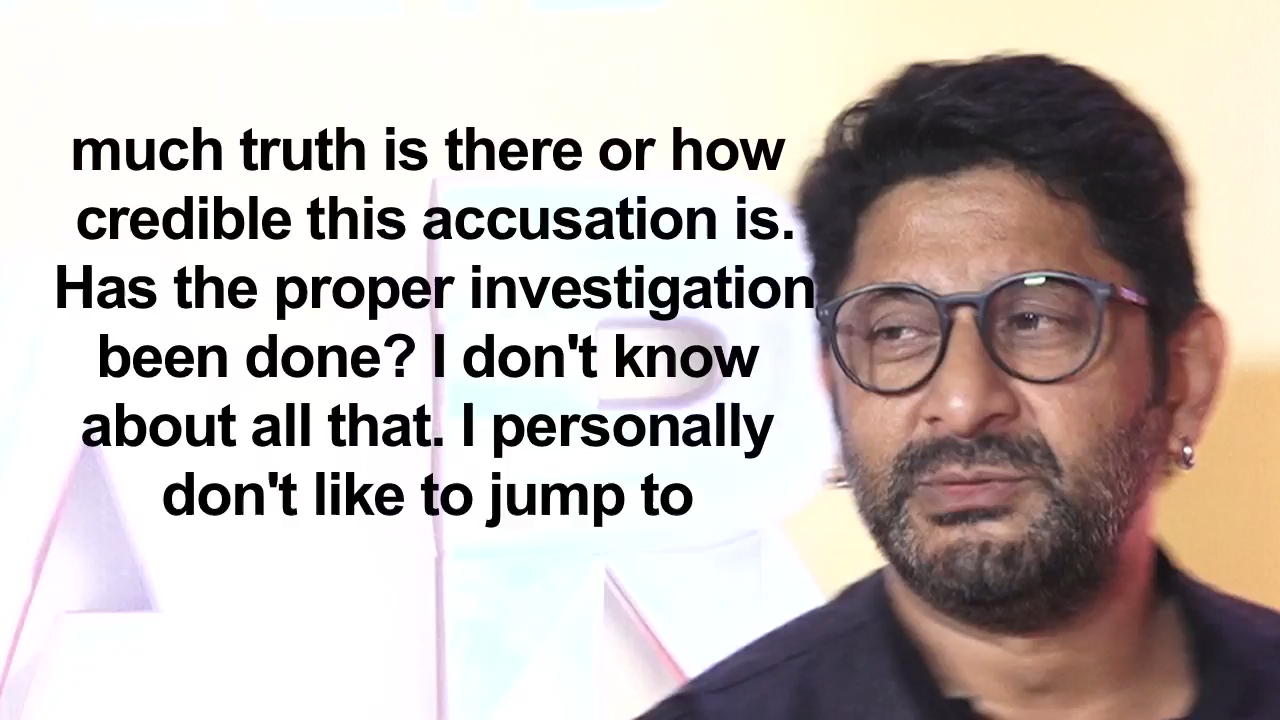 much truth is there or how
credible this accusation is.
Has the proper investigation
been done? I don't know
about all that. I personally
don't like to jump to